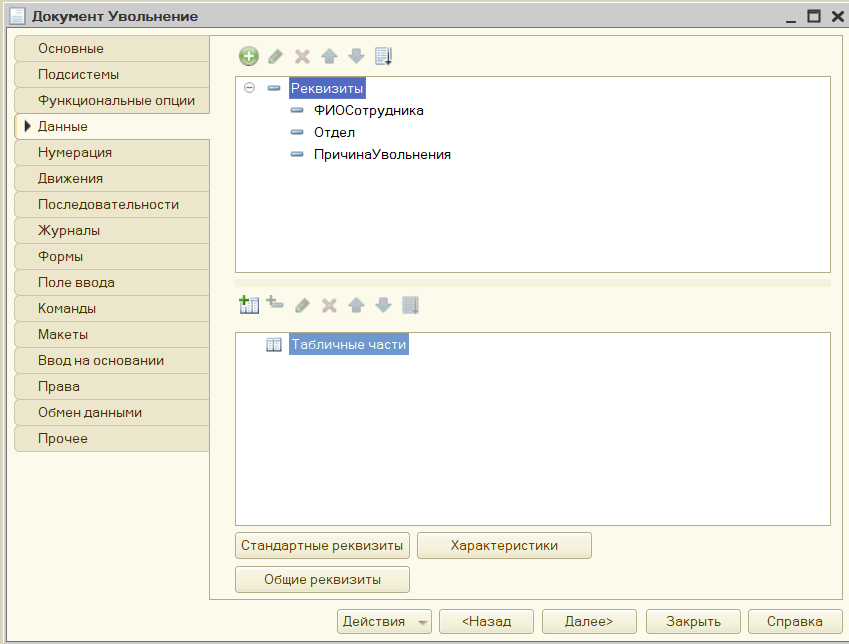 Документ Увольнение
Основные
Подсистемы
Функциональные опции
Данные
Нумерация
Движения
Последовательности
Журналы
Формы
Поле ввода
Команды
Макеты
Ввод на основании
Права
Обмен данными
Прочее
Реквизиты
ФИОСотрудника
Отдел
ПричинаУвольнения
Табличные части
Стандартные реквизиты
Характеристики
Общие реквизиты
Действия
<Назад
Далее>
Закрыть
Справка